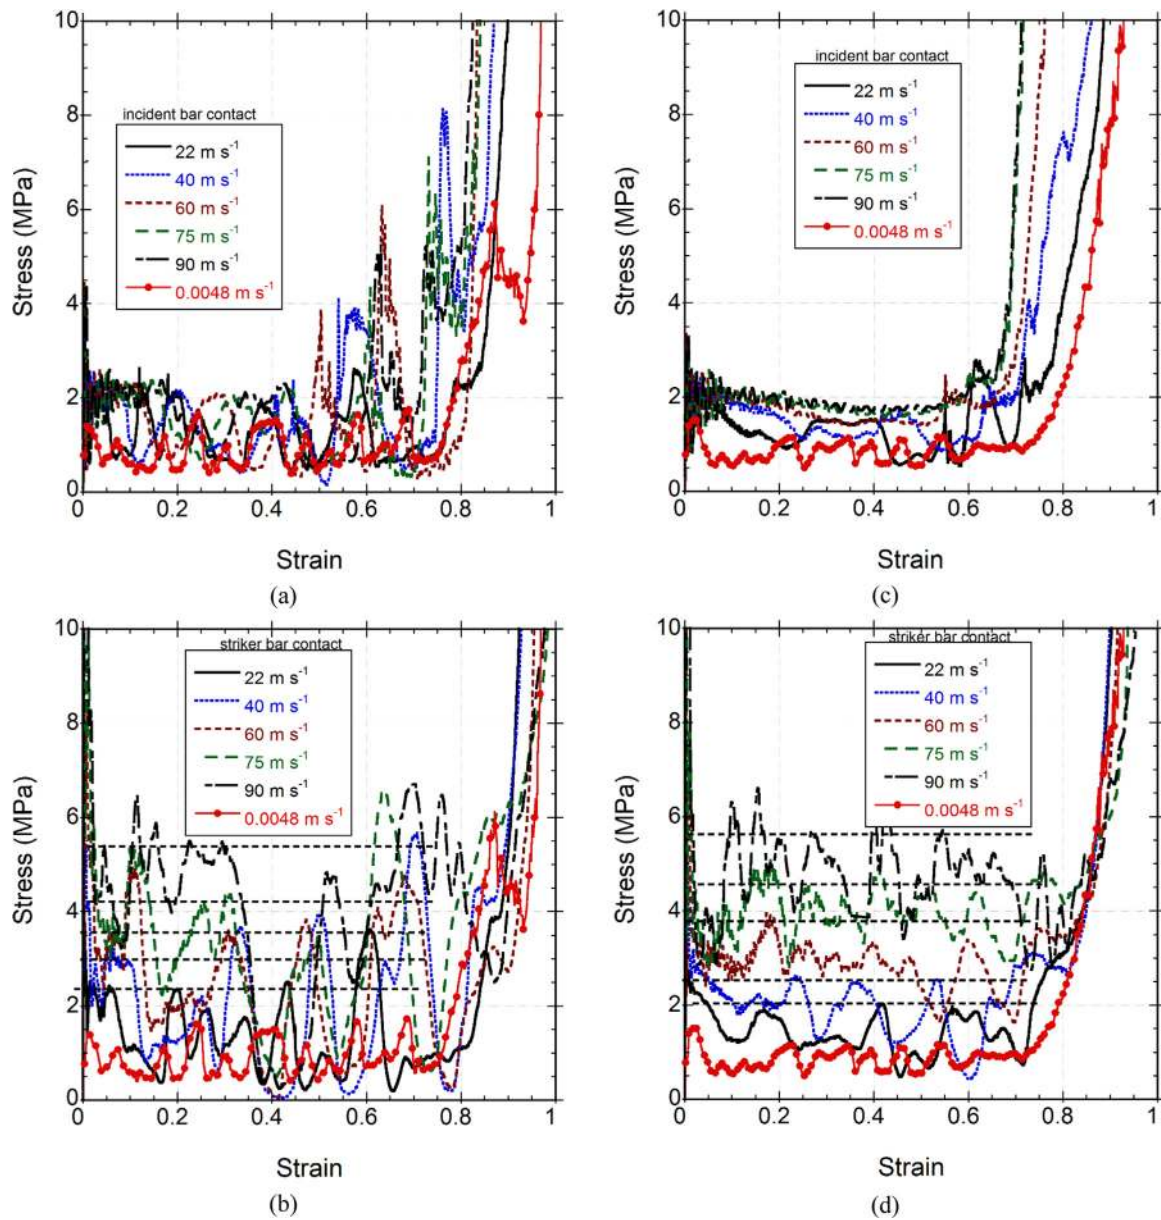 10
8
6
4
2
0
Stress (MPa)
incident bar contact
22 m s⁻¹
40 m s⁻¹
60 m s⁻¹
75 m s⁻¹
90 m s⁻¹
0.0048 m s⁻¹
0 0.2 0.4 0.6 0.8 1
Strain
(a)
10
8
6
4
2
0
Stress (MPa)
incident bar contact
22 m s⁻¹
40 m s⁻¹
60 m s⁻¹
75 m s⁻¹
90 m s⁻¹
0.0048 m s⁻¹
0 0.2 0.4 0.6 0.8 1
Strain
(c)
10
8
6
4
2
0
Stress (MPa)
striker bar contact
22 m s⁻¹
40 m s⁻¹
60 m s⁻¹
75 m s⁻¹
90 m s⁻¹
0.0048 m s⁻¹
0 0.2 0.4 0.6 0.8 1
Strain
(b)
10
8
6
4
2
0
Stress (MPa)
striker bar contact
22 m s⁻¹
40 m s⁻¹
60 m s⁻¹
75 m s⁻¹
90 m s⁻¹
0.0048 m s⁻¹
0 0.2 0.4 0.6 0.8 1
Strain
(d)